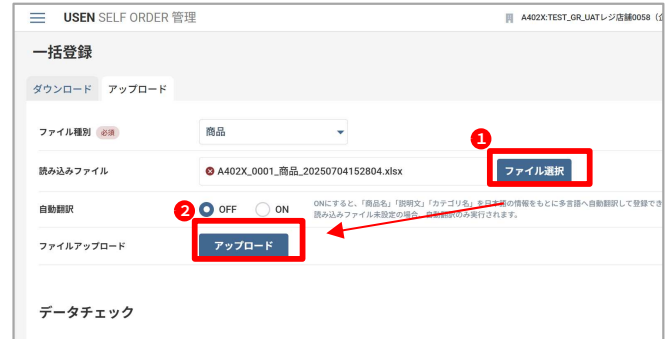 USEN SELF ORDER 管理
A402X:TEST_GR_UATレジ店舗0058
一括登録
ダウンロード アップロード
ファイル種別 必須 商品
1
読み込みファイル A402X_0001_商品_20250704152804.xlsx ファイル選択
自動翻訳 2 OFF ON ONにすると、「商品名」「説明文」「カテゴリ名」を日本語の情報をもとに多言語へ自動翻訳して登録でき
読み込みファイル未設定の場合、自動翻訳のみ実行されます。
ファイルアップロード アップロード
データチェック